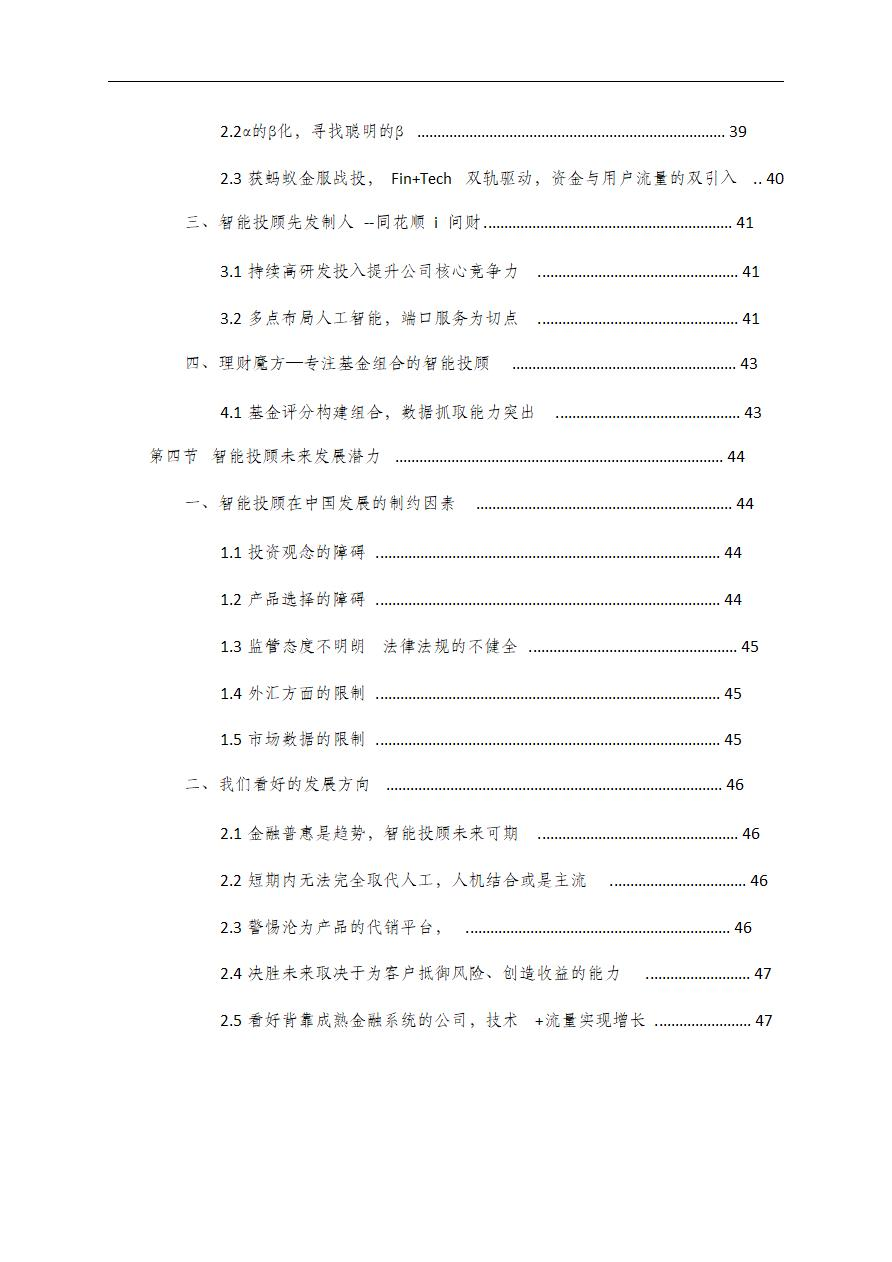 2.2α的β化，寻找聪明的β ........................................................................ 39
2.3 获蚂蚁金服战投， Fin+Tech 双轨驱动，资金与用户流量的双引入 .. 40
三、智能投顾先发制人 --同花顺 i 问财.......................................................... 41
3.1 持续高研发投入提升公司核心竞争力 ............................................... 41
3.2 多点布局人工智能，端口服务为切点 ............................................... 41
四、理财魔方—专注基金组合的智能投顾 .................................................... 43
4.1 基金评分构建组合，数据抓取能力突出 ........................................... 43
第四节 智能投顾未来发展潜力 ............................................................................. 44
一、智能投顾在中国发展的制约因素 ............................................................ 44
1.1 投资观念的障碍 ................................................................................. 44
1.2 产品选择的障碍 ................................................................................. 44
1.3 监管态度不明朗 法律法规的不健全 ................................................. 45
1.4 外汇方面的限制 ................................................................................. 45
1.5 市场数据的限制 ................................................................................. 45
二、我们看好的发展方向 ............................................................................... 46
2.1 金融普惠是趋势，智能投顾未来可期 ............................................... 46
2.2 短期内无法完全取代人工，人机结合或是主流 ................................ 46
2.3 警惕沦为产品的代销平台， .............................................................. 46
2.4 决胜未来取决于为客户抵御风险、创造收益的能力 ......................... 47
2.5 看好背靠成熟金融系统的公司，技术 +流量实现增长 ....................... 47